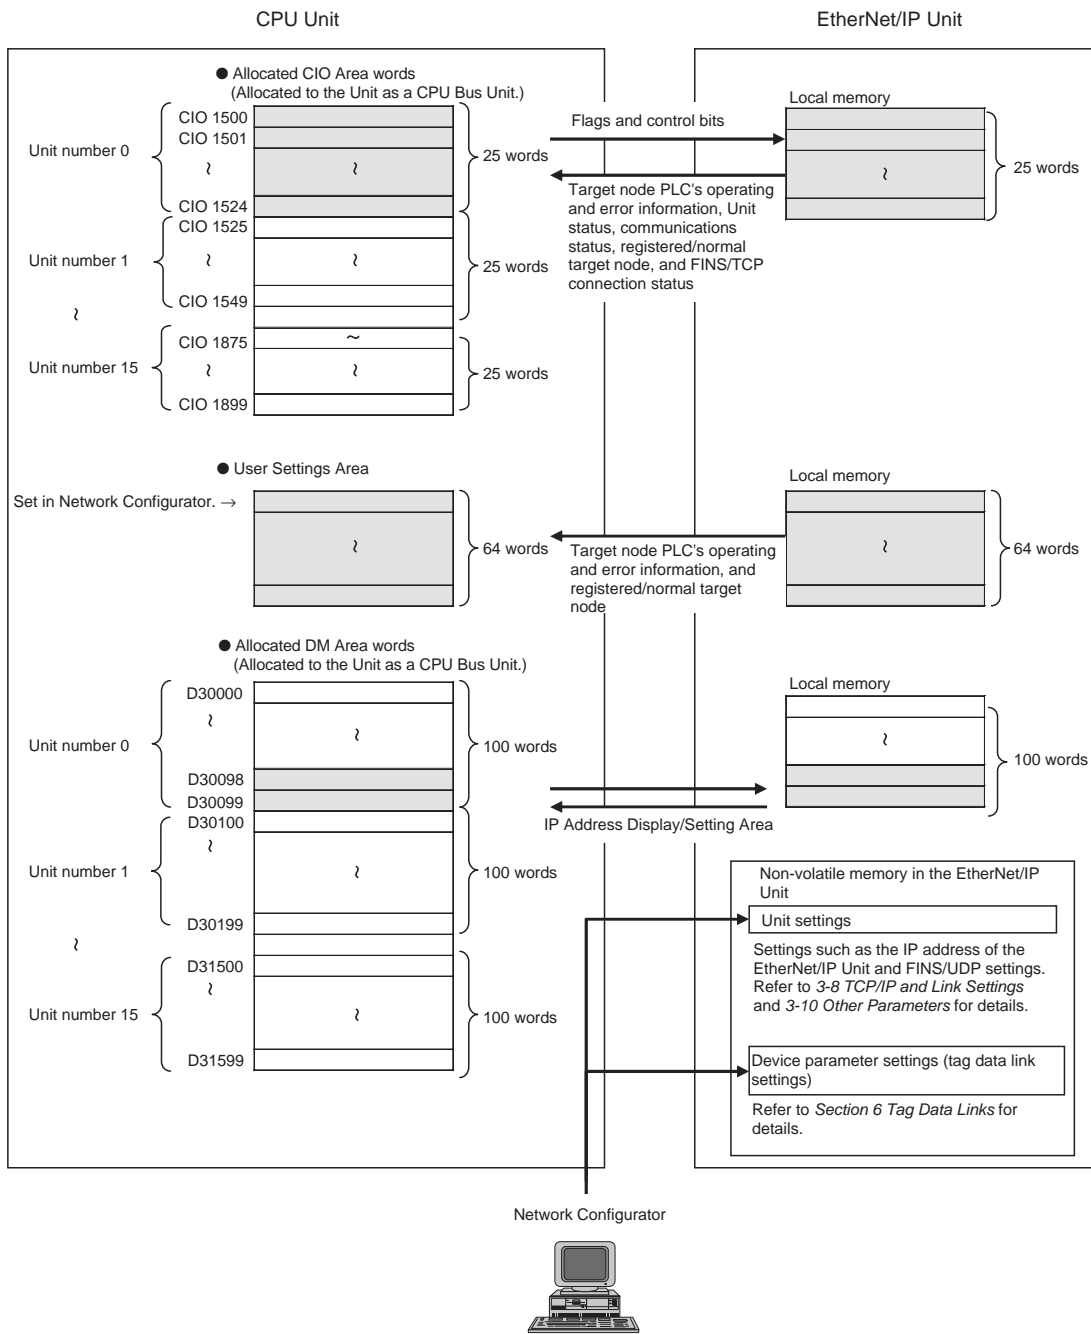 CPU Unit
EtherNet/IP Unit
● Allocated CIO Area words
(Allocated to the Unit as a CPU Bus Unit.)
Unit number 0
CIO 1500
CIO 1501
~
CIO 1524
25 words
Unit number 1
CIO 1525
~
CIO 1549
25 words
~
Unit number 15
CIO 1875
~
CIO 1899
25 words
Flags and control bits
Target node PLC's operating
and error information, Unit
status, communications
status, registered/normal
target node, and FINS/TCP
connection status
Local memory
25 words
● User Settings Area
Set in Network Configurator. →
64 words
Target node PLC's operating
and error information, and
registered/normal target
node
Local memory
64 words
● Allocated DM Area words
(Allocated to the Unit as a CPU Bus Unit.)
Unit number 0
D30000
~
D30098
D30099
100 words
Unit number 1
D30100
~
D30199
100 words
~
Unit number 15
D31500
~
D31599
100 words
IP Address Display/Setting Area
Local memory
100 words
Non-volatile memory in the EtherNet/IP
Unit
Unit settings
Settings such as the IP address of the
EtherNet/IP Unit and FINS/UDP settings.
Refer to 3-8 TCP/IP and Link Settings
and 3-10 Other Parameters for details.
Device parameter settings (tag data link
settings)
Refer to Section 6 Tag Data Links for
details.
Network Configurator